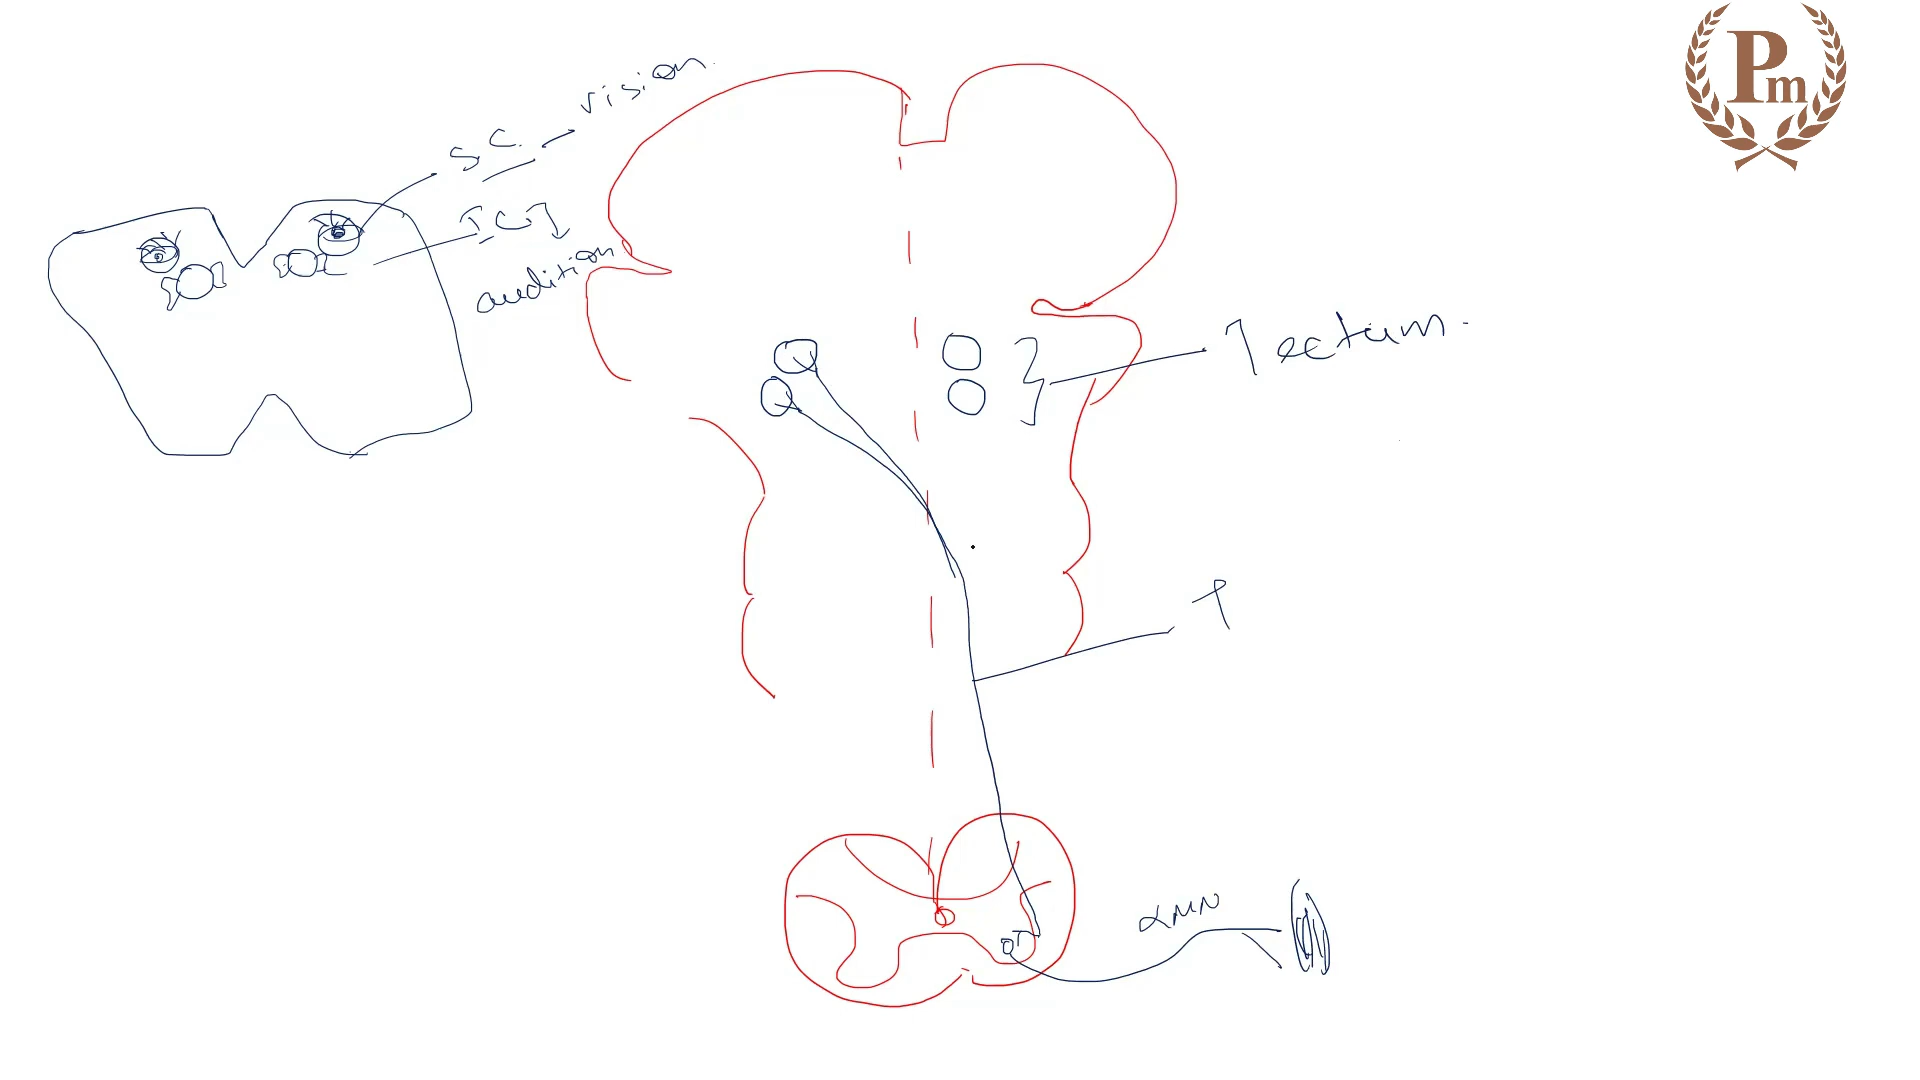 S.C. vision.
I C
audition
Tectum.
T
αMN
Pm